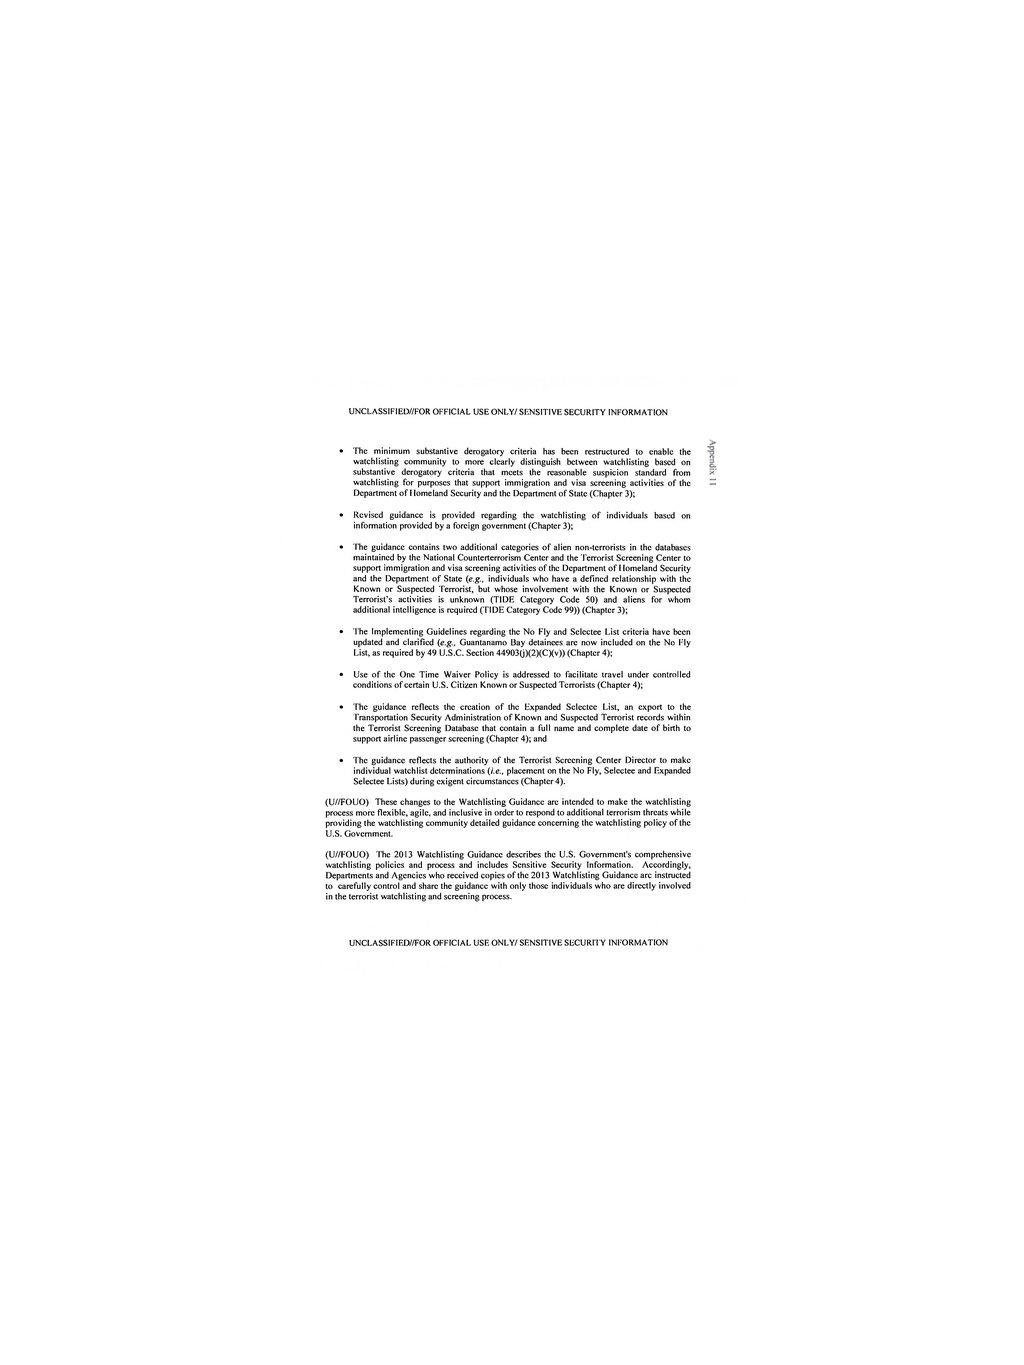 UNCLASSIFIED//FOR OFFICIAL USE ONLY/ SENSITIVE SECURITY INFORMATION
Appendix 11
• The minimum substantive derogatory criteria has been restructured to enable the
watchlisting community to more clearly distinguish between watchlisting based on
substantive derogatory criteria that meets the reasonable suspicion standard from
watchlisting for purposes that support immigration and visa screening activities of the
Department of Homeland Security and the Department of State (Chapter 3);
• Revised guidance is provided regarding the watchlisting of individuals based on
information provided by a foreign government (Chapter 3);
• The guidance contains two additional categories of alien non-terrorists in the databases
maintained by the National Counterterrorism Center and the Terrorist Screening Center to
support immigration and visa screening activities of the Department of Homeland Security
and the Department of State (e.g., individuals who have a defined relationship with the
Known or Suspected Terrorist, but whose involvement with the Known or Suspected
Terrorist's activities is unknown (TIDE Category Code 50) and aliens for whom
additional intelligence is required (TIDE Category Code 99)) (Chapter 3);
• The Implementing Guidelines regarding the No Fly and Selectee List criteria have been
updated and clarified (e.g., Guantanamo Bay detainees are now included on the No Fly
List, as required by 49 U.S.C. Section 44903(j)(2)(C)(v)) (Chapter 4);
• Use of the One Time Waiver Policy is addressed to facilitate travel under controlled
conditions of certain U.S. Citizen Known or Suspected Terrorists (Chapter 4);
• The guidance reflects the creation of the Expanded Selectee List, an export to the
Transportation Security Administration of Known and Suspected Terrorist records within
the Terrorist Screening Database that contain a full name and complete date of birth to
support airline passenger screening (Chapter 4); and
• The guidance reflects the authority of the Terrorist Screening Center Director to make
individual watchlist determinations (i.e., placement on the No Fly, Selectee and Expanded
Selectee Lists) during exigent circumstances (Chapter 4).
(U//FOUO) These changes to the Watchlisting Guidance are intended to make the watchlisting
process more flexible, agile, and inclusive in order to respond to additional terrorism threats while
providing the watchlisting community detailed guidance concerning the watchlisting policy of the
U.S. Government.
(U//FOUO) The 2013 Watchlisting Guidance describes the U.S. Government's comprehensive
watchlisting policies and process and includes Sensitive Security Information. Accordingly,
Departments and Agencies who received copies of the 2013 Watchlisting Guidance are instructed
to carefully control and share the guidance with only those individuals who are directly involved
in the terrorist watchlisting and screening process.
UNCLASSIFIED//FOR OFFICIAL USE ONLY/ SENSITIVE SECURITY INFORMATION